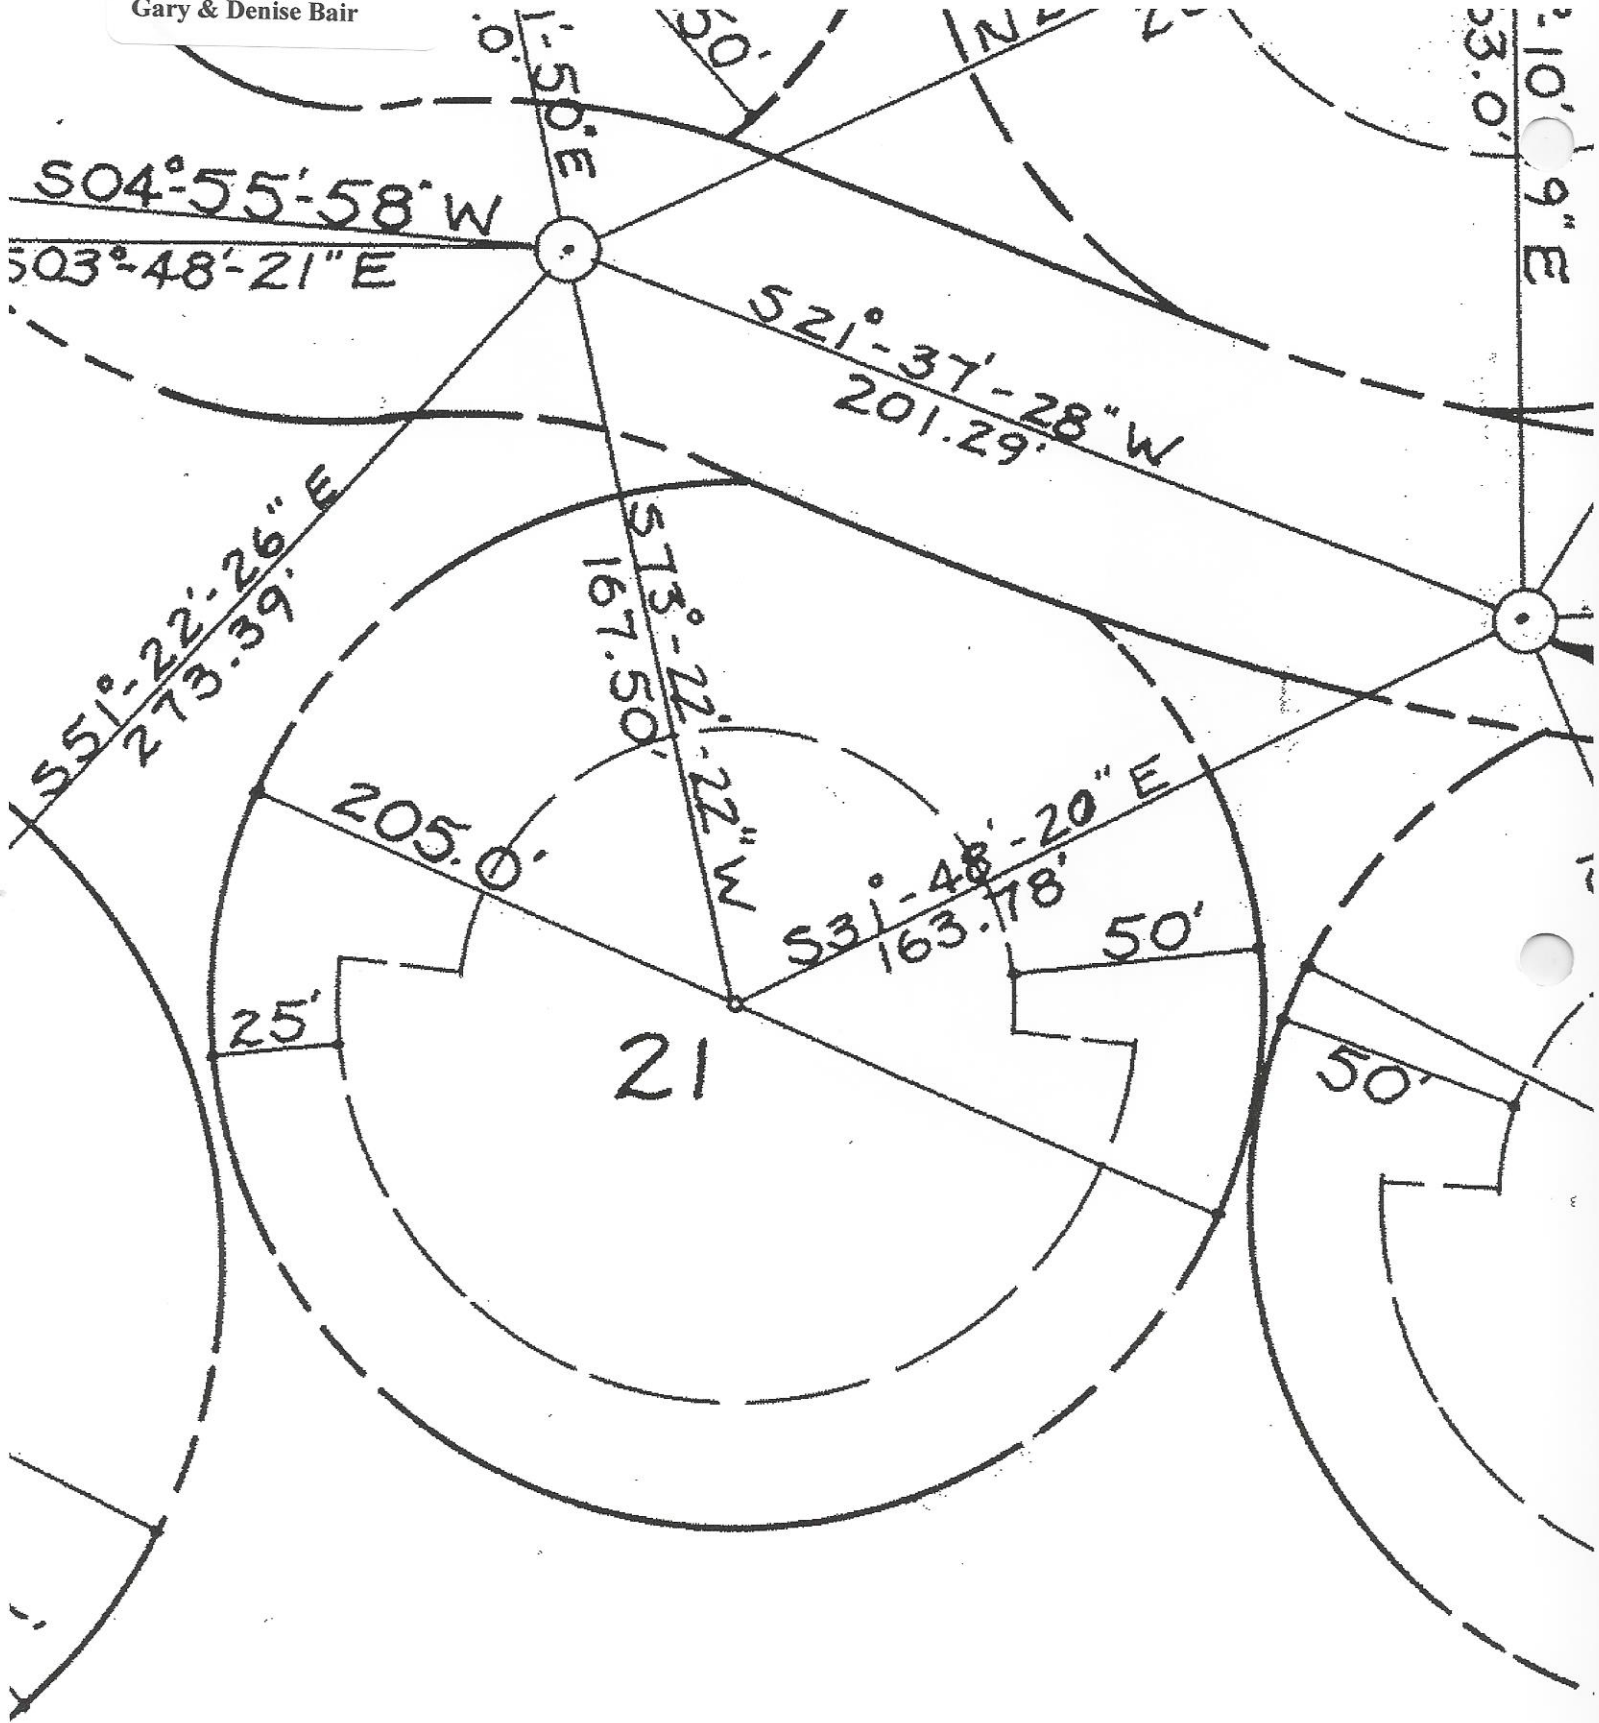 Gary & Denise Bair
50'
S04°-55'-58" W
S03°-48'-21" E
S21°-37'-28" W
201.29'
S51°-22'-26" E
273.39'
S73°-22'-22" W
167.50'
205.0'
S31°-48'-20" E
163.78'
50'
25'
21
50'